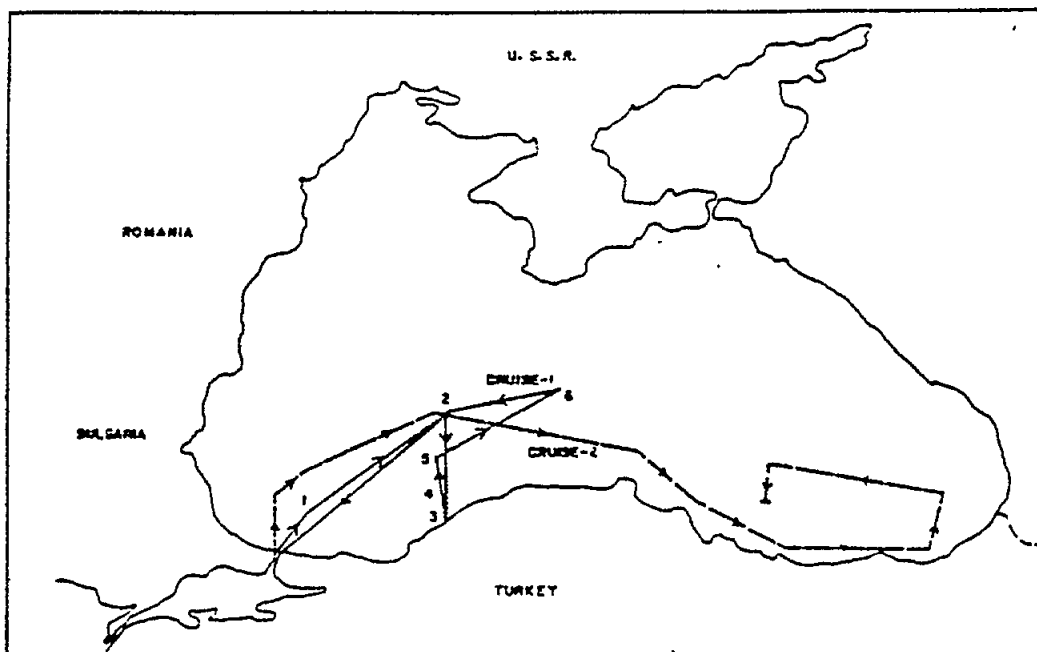 U. S. S. R.
ROMANIA
CRUISE-1
2
6
BULGARIA
CRUISE-2
5
1
4
3
TURKEY